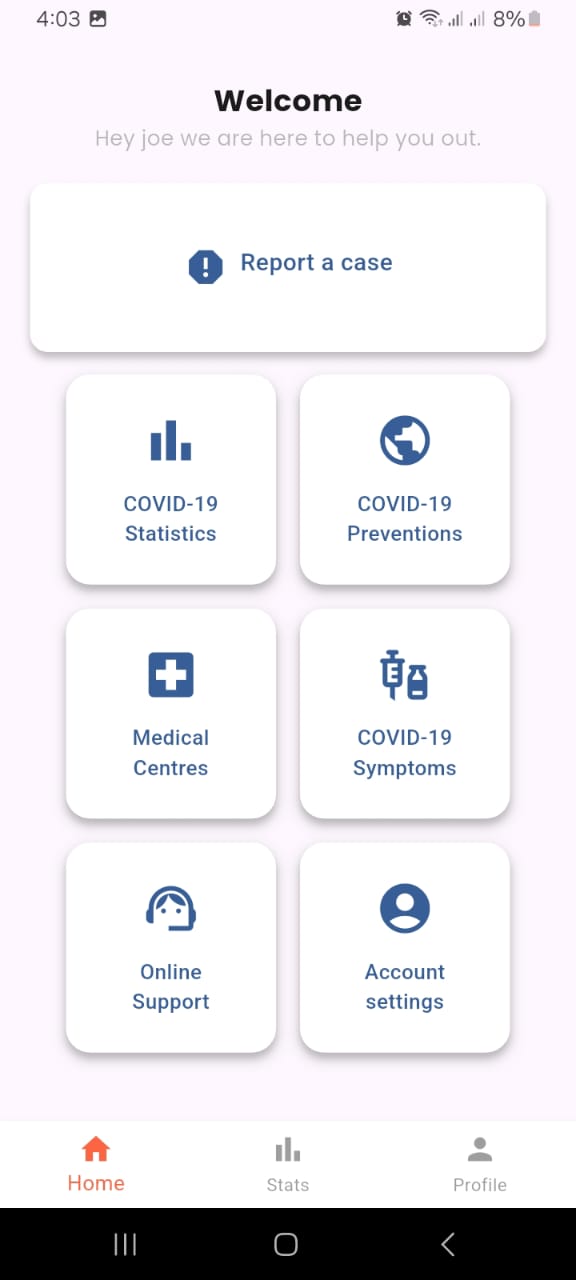 4:03 8%
Welcome
Hey joe we are here to help you out.
Report a case
COVID-19
Statistics
COVID-19
Preventions
Medical
Centres
COVID-19
Symptoms
Online
Support
Account
settings
Home
Stats
Profile